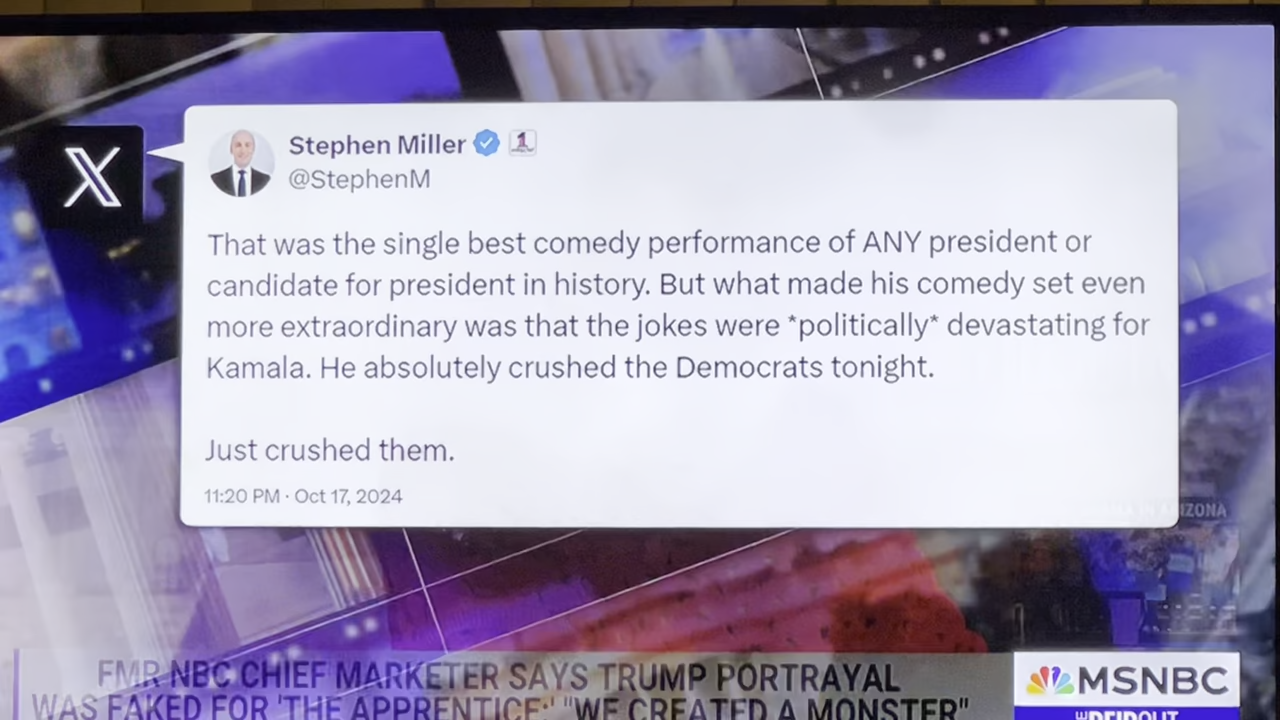 X
Stephen Miller
@StephenM
That was the single best comedy performance of ANY president or
candidate for president in history. But what made his comedy set even
more extraordinary was that the jokes were *politically* devastating for
Kamala. He absolutely crushed the Democrats tonight.
Just crushed them.
11:20 PM · Oct 17, 2024
IZONA
FMR NBC CHIEF MARKETER SAYS TRUMP PORTRAYAL
WAS FAKED FOR 'THE APPRENTICE:' "WE CREATED A MONSTER"
MSNBC
THE REIDOUT